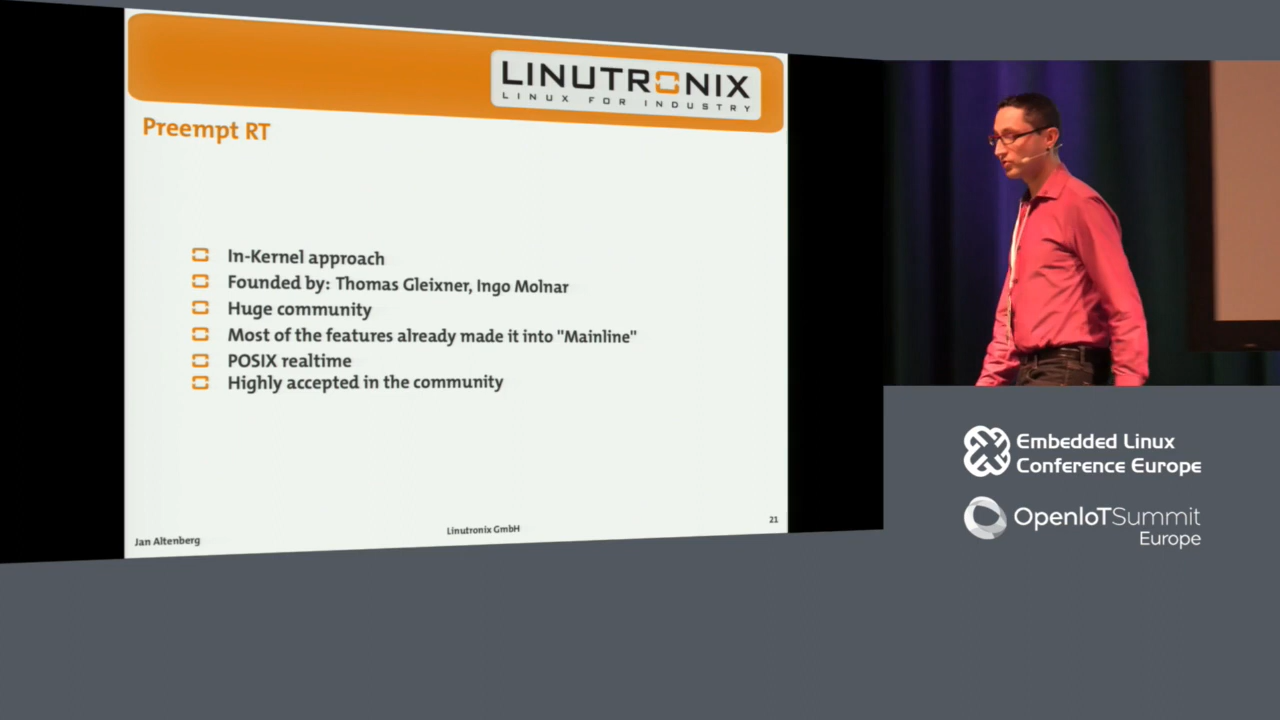 LINUTRONIX
LINUX FOR INDUSTRY
Preempt RT
In-Kernel approach
Founded by: Thomas Gleixner, Ingo Molnar
Huge community
Most of the features already made it into "Mainline"
POSIX realtime
Highly accepted in the community
Jan Altenberg
Linutronix GmbH
21
Embedded Linux
Conference Europe
OpenIoTSummit
Europe